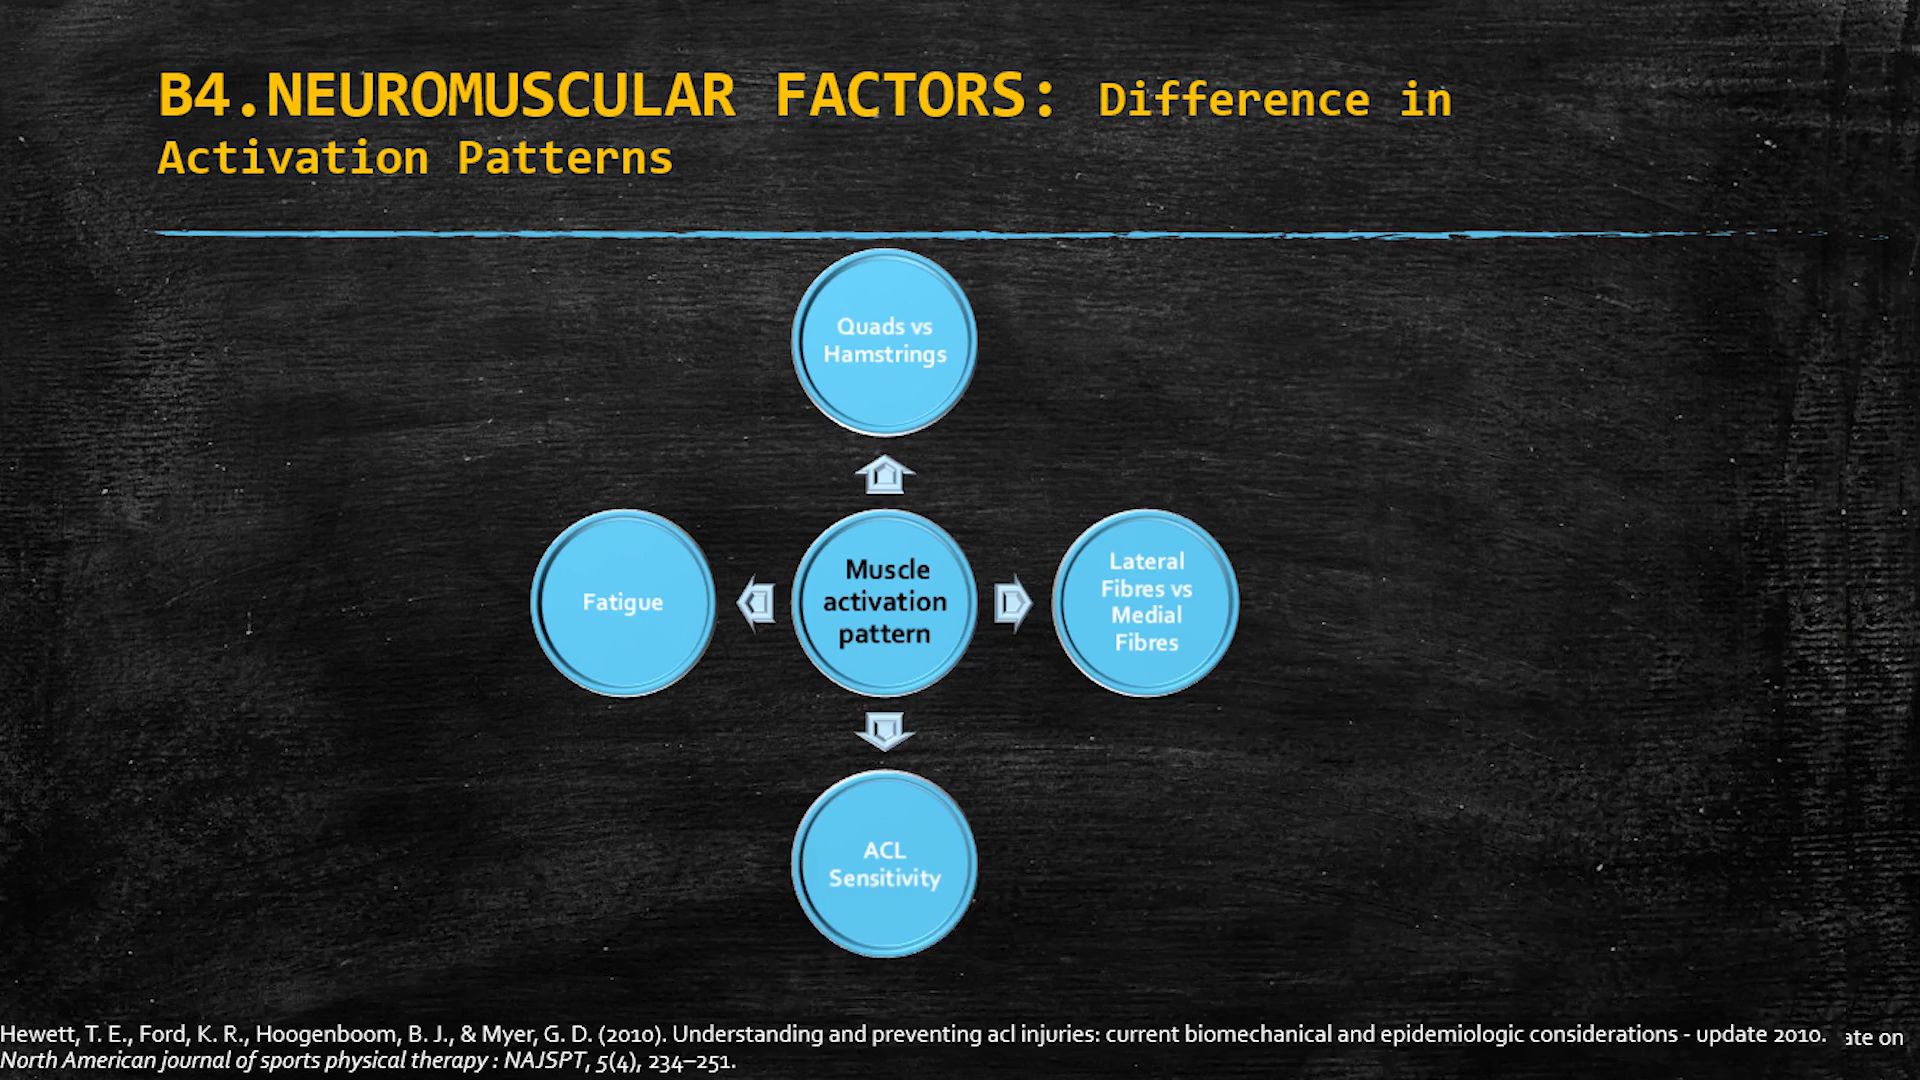 B4.NEUROMUSCULAR FACTORS: Difference in
Activation Patterns
Quads vs
Hamstrings
Fatigue
Muscle
activation
pattern
Lateral
Fibres vs
Medial
Fibres
ACL
Sensitivity
Hewett, T. E., Ford, K. R., Hoogenboom, B. J., & Myer, G. D. (2010). Understanding and preventing acl injuries: current biomechanical and epidemiologic considerations - update 2010. ate on
North American journal of sports physical therapy : NAJSPT, 5(4), 234–251.